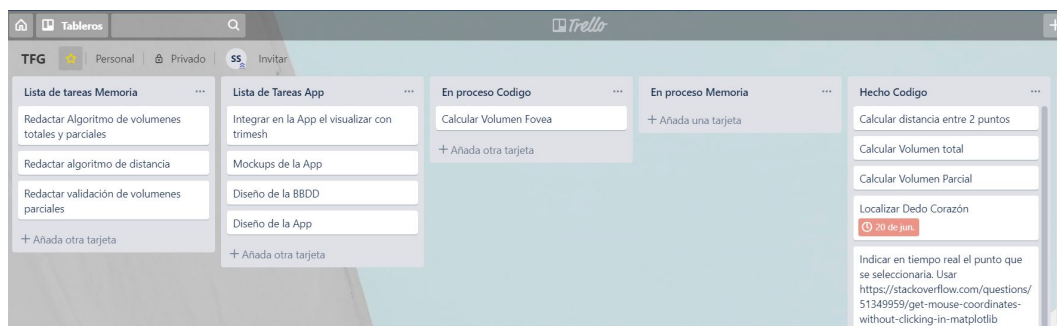 Tableros
Trello
TFG
Personal
Privado
SS
Invitar
Lista de tareas Memoria
Redactar Algoritmo de volumenes
totales y parciales
Redactar algoritmo de distancia
Redactar validación de volumenes
parciales
+ Añada otra tarjeta
Lista de Tareas App
Integrar en la App el visualizar con
trimesh
Mockups de la App
Diseño de la BBDD
Diseño de la App
+ Añada otra tarjeta
En proceso Codigo
Calcular Volumen Fovea
+ Añada otra tarjeta
En proceso Memoria
+ Añada una tarjeta
Hecho Codigo
Calcular distancia entre 2 puntos
Calcular Volumen total
Calcular Volumen Parcial
Localizar Dedo Corazón
20 de jun.
Indicar en tiempo real el punto que
se seleccionaria. Usar
https://stackoverflow.com/questions/
51349959/get-mouse-coordinates-
without-clicking-in-matplotlib